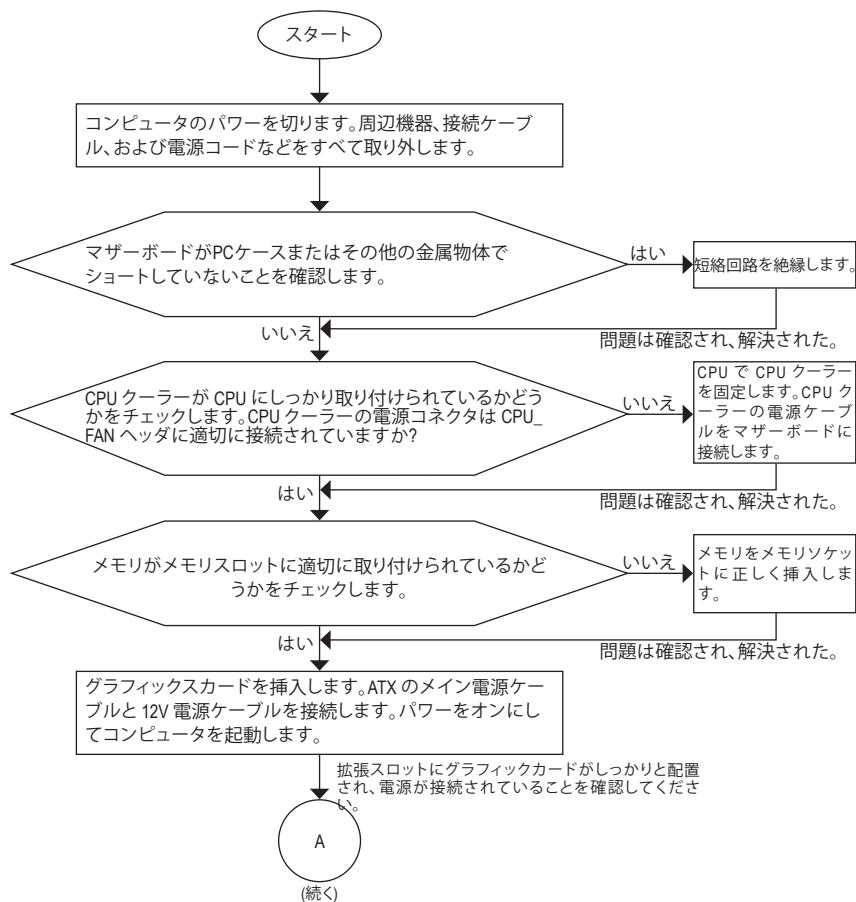 スタート
コンピュータのパワーを切ります。周辺機器、接続ケーブ
ル、および電源コードなどをすべて取り外します。
マザーボードがPCケースまたはその他の金属物体で
ショートしていないことを確認します。
はい
短絡回路を絶縁します。
いいえ
問題は確認され、解決された。
CPU クーラーが CPU にしっかり取り付けられているかどう
かをチェックします。CPU クーラーの電源コネクタは CPU_
FAN ヘッダに適切に接続されていますか?
いいえ
CPU で CPU クーラー
を固定します。CPU ク
ーラーの電源ケーブ
ルをマザーボードに
接続します。
はい
問題は確認され、解決された。
メモリがメモリスロットに適切に取り付けられているかど
うかをチェックします。
いいえ
メモリをメモリソケッ
トに正しく挿入しま
す。
はい
問題は確認され、解決された。
グラフィックスカードを挿入します。ATX のメイン電源ケー
ブルと 12V 電源ケーブルを接続します。パワーをオンにし
てコンピュータを起動します。
拡張スロットにグラフィックカードがしっかりと配置
され、電源が接続されていることを確認してくださ
い。
A
(続く)